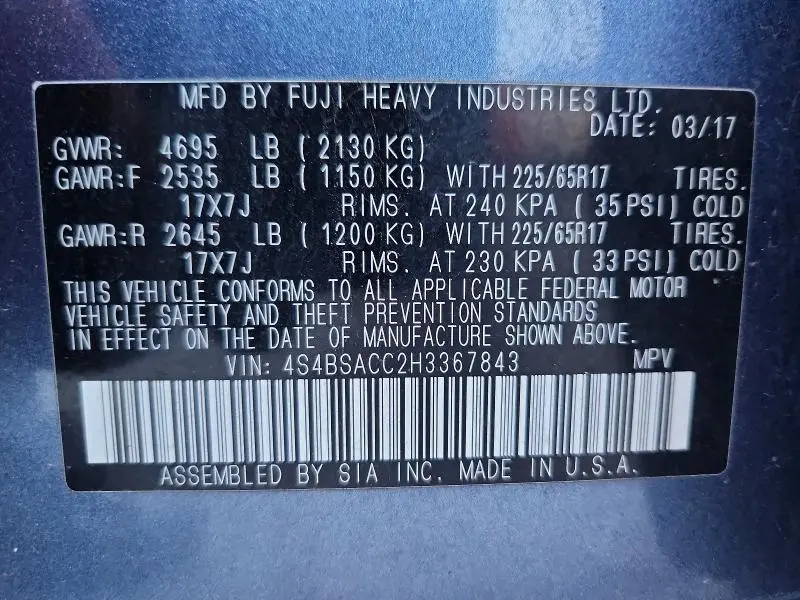 MFD BY FUJI HEAVY INDUSTRIES LTD.
DATE: 03/17
GVWR: 4695 LB ( 2130 KG)
GAWR:F 2535 LB ( 1150 KG) WITH 225/65R17 TIRES.
17X7J RIMS. AT 240 KPA ( 35 PSI) COLD
GAWR:R 2645 LB ( 1200 KG) WITH 225/65R17 TIRES.
17X7J RIMS. AT 230 KPA ( 33 PSI) COLD
THIS VEHICLE CONFORMS TO ALL APPLICABLE FEDERAL MOTOR
VEHICLE SAFETY AND THEFT PREVENTION STANDARDS
IN EFFECT ON THE DATE OF MANUFACTURE SHOWN ABOVE.
VIN: 4S4BSACC2H3367843 MPV
ASSEMBLED BY SIA INC. MADE IN U.S.A.